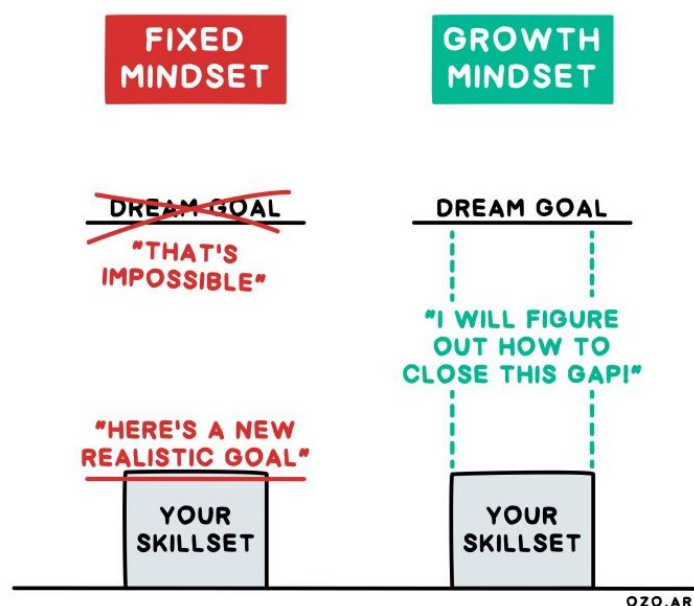 FIXED
MINDSET
GROWTH
MINDSET
DREAM GOAL
"THAT'S
IMPOSSIBLE"
"HERE'S A NEW
REALISTIC GOAL"
YOUR
SKILLSET
DREAM GOAL
"I WILL FIGURE
OUT HOW TO
CLOSE THIS GAP!"
YOUR
SKILLSET
OZO.AR